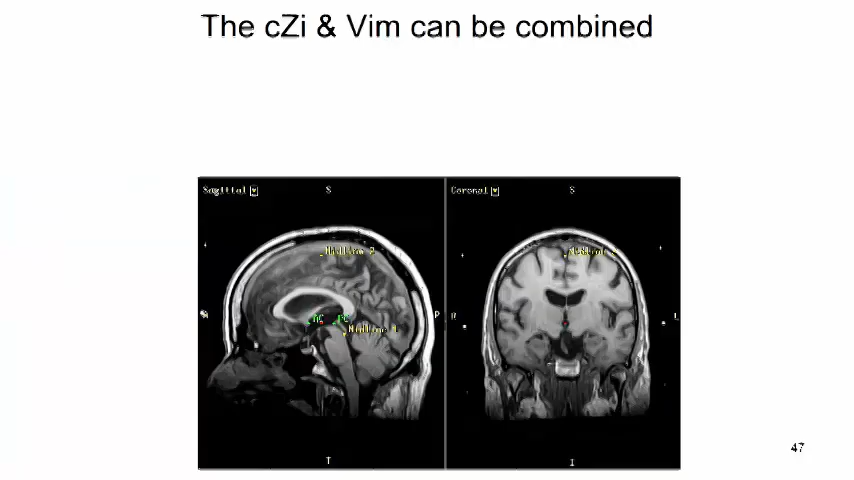 The cZi & Vim can be combined
Sagittal S
Coronal S
Midline 2
AC PC
Midline 1
P
R
L
I
I
47